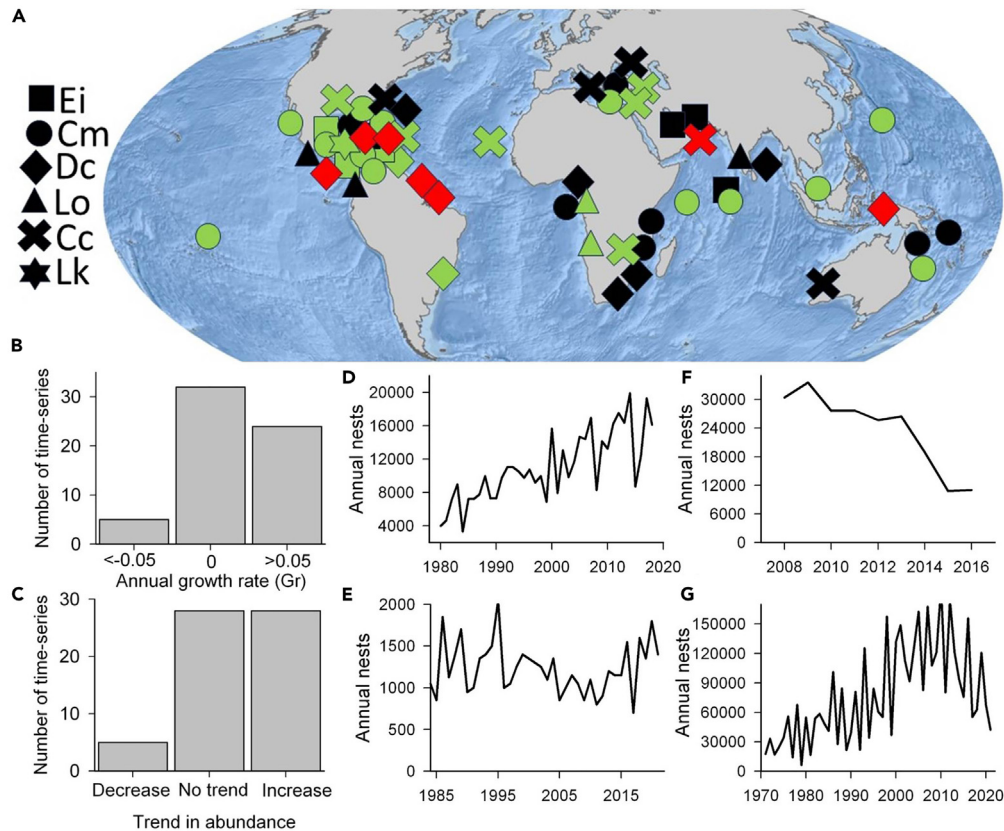 A
Ei
Cm
Dc
Lo
Cc
Lk
B
Number of time-series
30
20
10
0
<-0.05
0
>0.05
Annual growth rate (Gr)
C
Number of time-series
30
20
10
0
Decrease
No trend
Increase
Trend in abundance
D
Annual nests
20000
16000
12000
8000
4000
1980
1990
2000
2010
2020
E
Annual nests
2000
1500
1000
500
0
1985
1995
2005
2015
F
Annual nests
30000
24000
18000
12000
6000
0
2008
2010
2012
2014
2016
G
Annual nests
150000
120000
90000
60000
30000
0
1970
1980
1990
2000
2010
2020